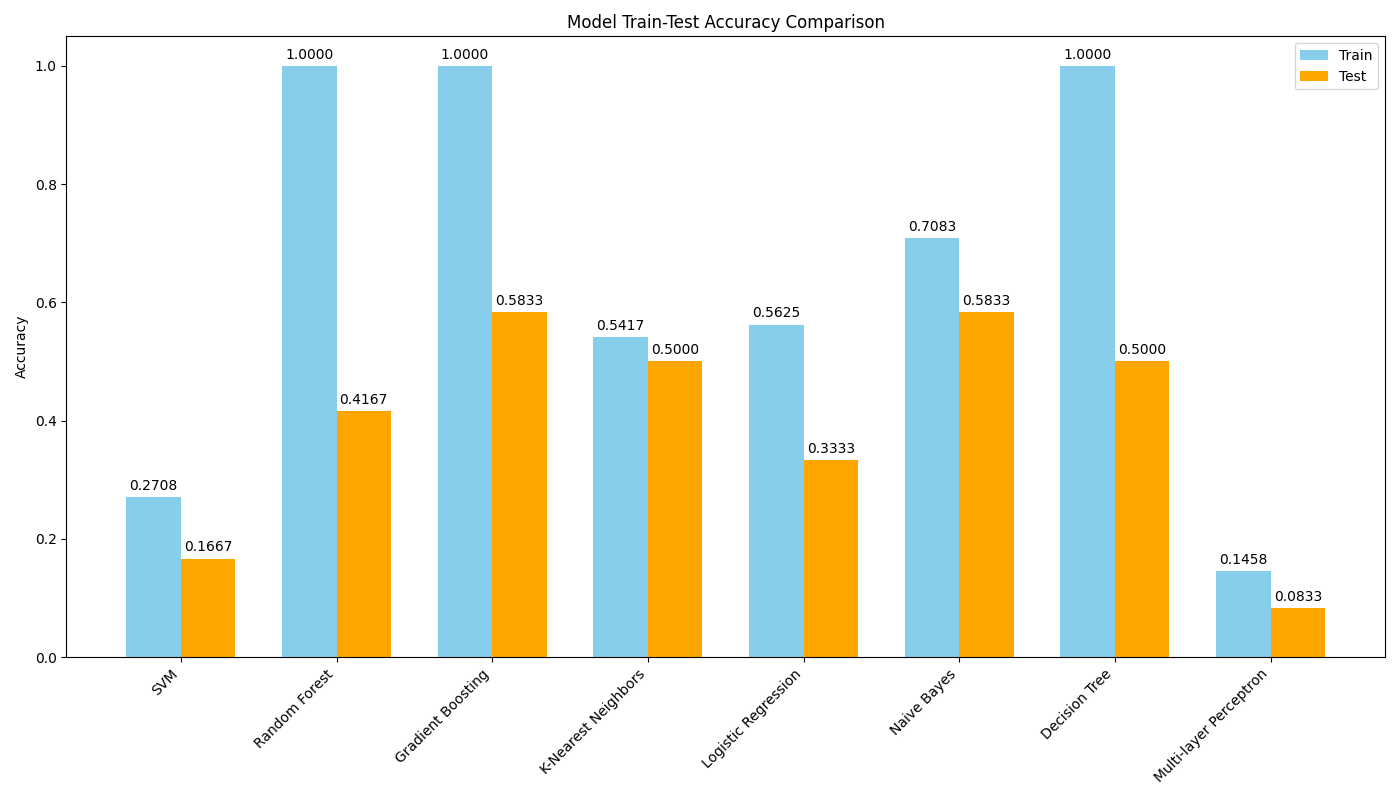 Model Train-Test Accuracy Comparison
Train
Test
Accuracy
1.0
0.8
0.6
0.4
0.2
0.0
0.2708
0.1667
1.0000
0.4167
1.0000
0.5833
0.5417
0.5000
0.5625
0.3333
0.7083
0.5833
1.0000
0.5000
0.1458
0.0833
SVM
Random Forest
Gradient Boosting
K-Nearest Neighbors
Logistic Regression
Naive Bayes
Decision Tree
Multi-layer Perceptron